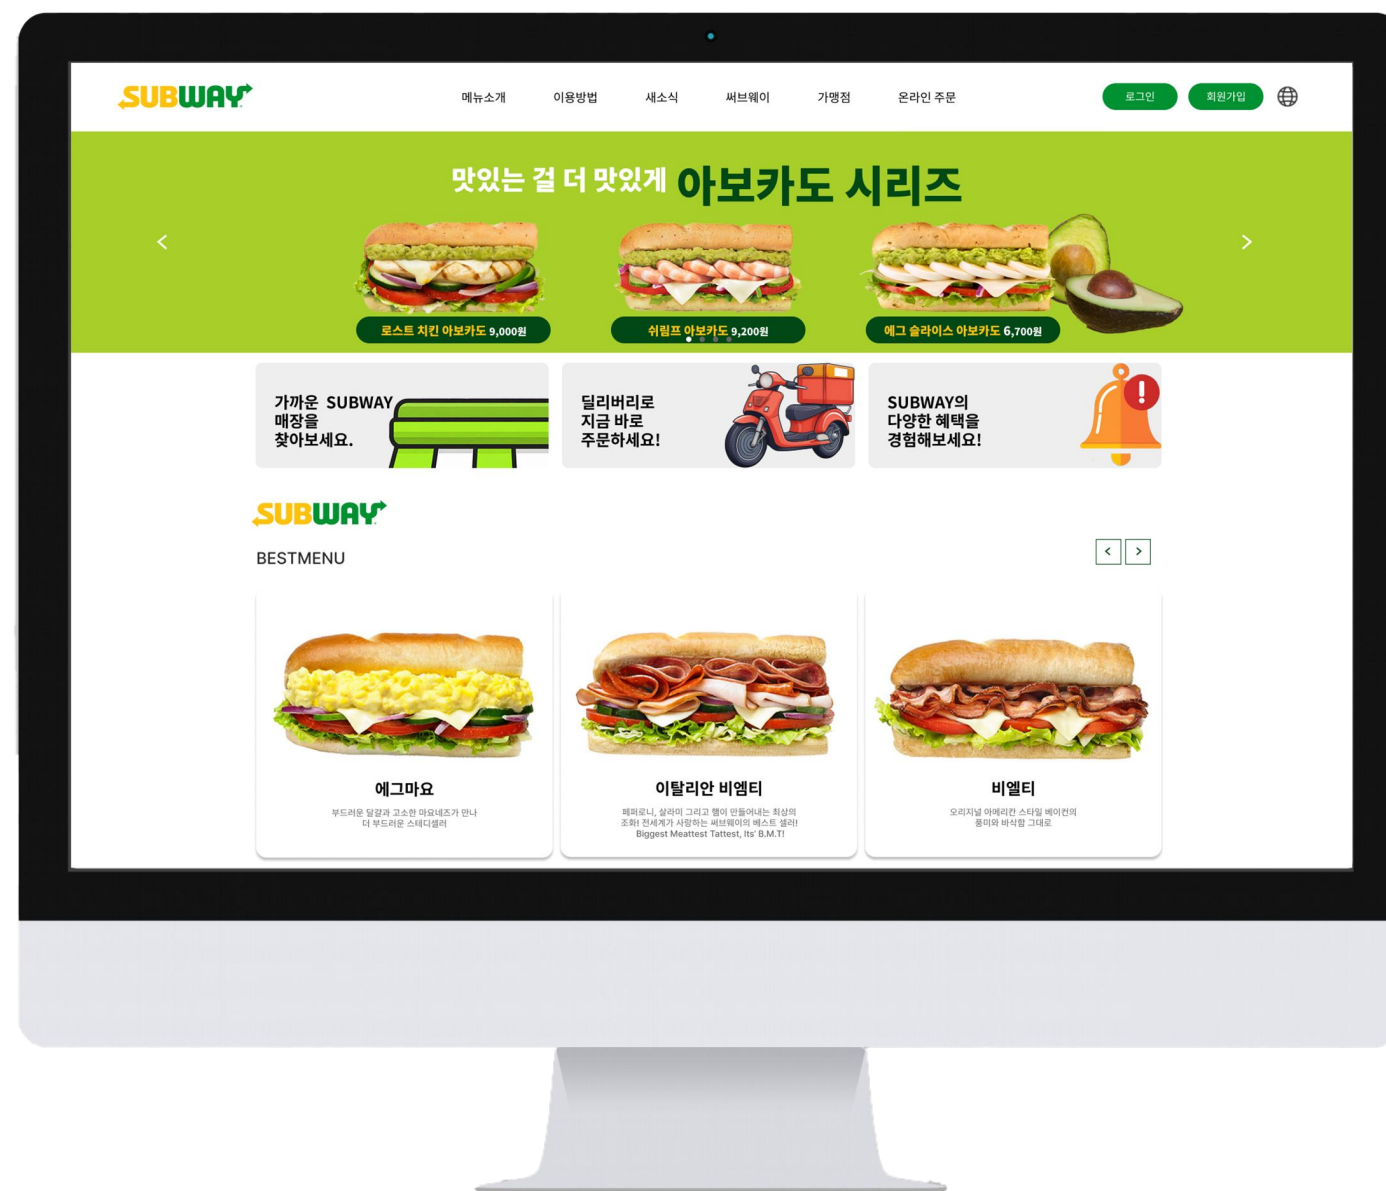 SUBWAY
메뉴소개 이용방법 새소식 써브웨이 가맹점 온라인 주문
로그인 회원가입
맛있는 걸 더 맛있게 아보카도 시리즈
로스트 치킨 아보카도 9,000원
쉬림프 아보카도 9,200원
에그 슬라이스 아보카도 6,700원
가까운 SUBWAY
매장을
찾아보세요.
딜리버리로
지금 바로
주문하세요!
SUBWAY의
다양한 혜택을
경험해보세요!
SUBWAY
BESTMENU
에그마요
부드러운 달걀과 고소한 마요네즈가 만나
더 부드러운 스테디셀러
이탈리안 비엠티
페퍼로니, 살라미 그리고 햄이 만들어내는 최상의
조화! 전세계가 사랑하는 써브웨이의 베스트 셀러!
Biggest Meattest Tattest, Its' B.M.T!
비엘티
오리지널 아메리칸 스타일 베이컨의
풍미와 바삭함 그대로